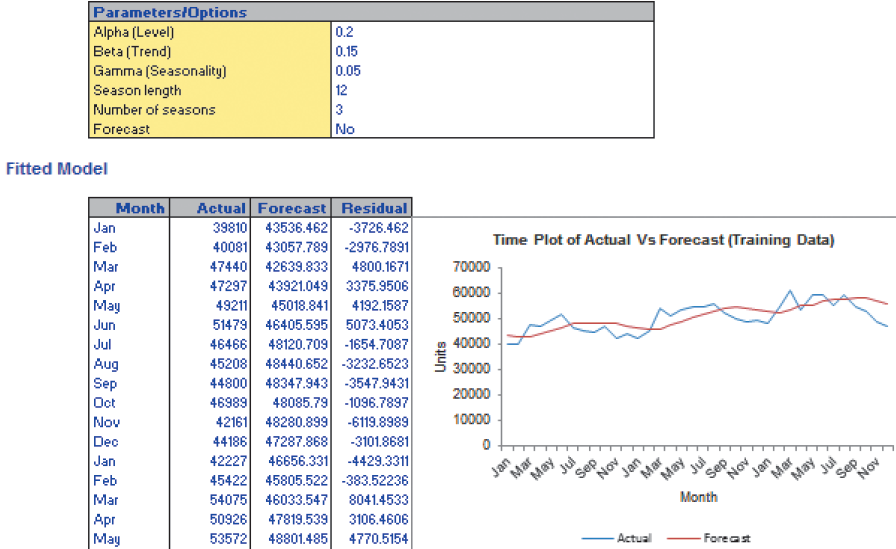 Parameters/Options
Alpha (Level) 0.2
Beta (Trend) 0.15
Gamma (Seasonality) 0.05
Season length 12
Number of seasons 3
Forecast No
Fitted Model
Month Actual Forecast Residual
Jan 39810 43536.462 -3726.462
Feb 40081 43057.789 -2976.7891
Mar 47440 42639.833 4800.1671
Apr 47297 43921.049 3375.9506
May 49211 45018.841 4192.1587
Jun 51479 46405.595 5073.4053
Jul 46466 48120.709 -1654.7087
Aug 45208 48440.652 -3232.6523
Sep 44800 48347.943 -3547.9431
Oct 46989 48085.79 -1096.7897
Nov 42161 48280.899 -6119.8989
Dec 44186 47287.868 -3101.8681
Jan 42227 46656.331 -4429.3311
Feb 45422 45805.522 -383.52236
Mar 54075 46033.547 8041.4533
Apr 50926 47819.539 3106.4606
May 53572 48801.485 4770.5154
Time Plot of Actual Vs Forecast (Training Data)
70000
60000
50000
40000
30000
20000
10000
0
Units
Jan Mar May Jul Sep Nov Jan Mar May Jul Sep Nov Jan Mar May Jul Sep Nov
Month
Actual Forecast